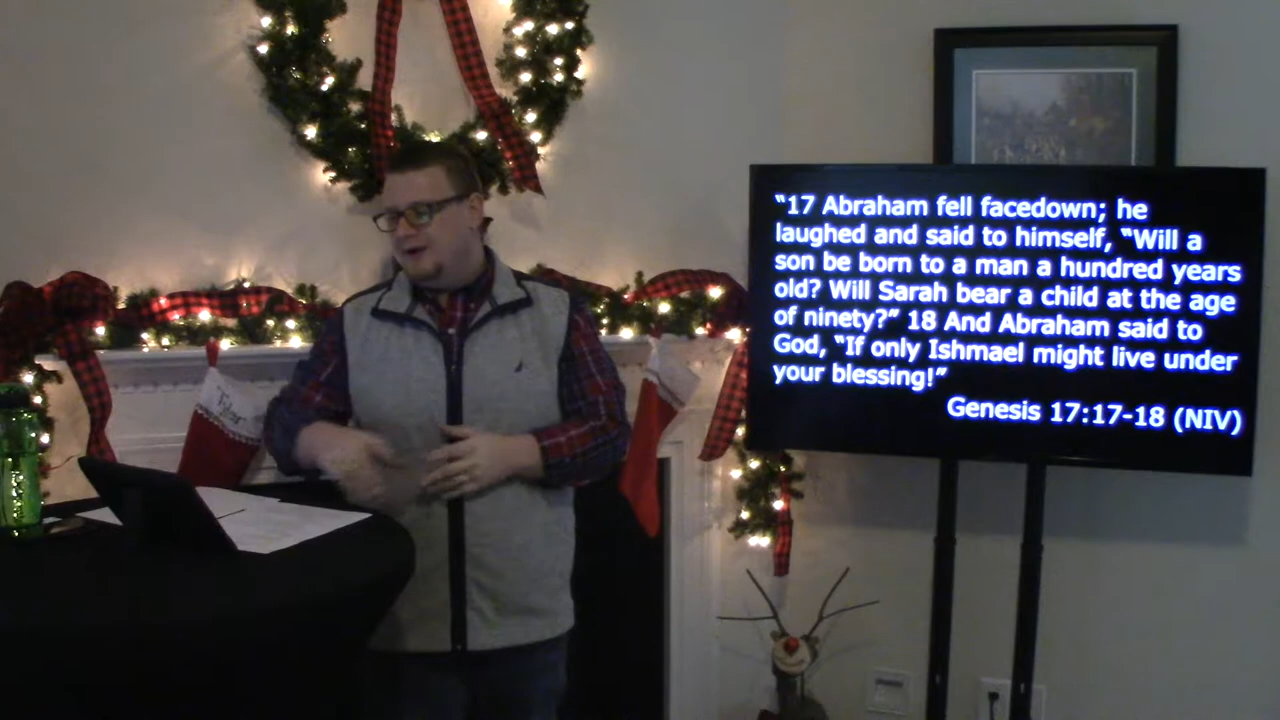 “17 Abraham fell facedown; he
laughed and said to himself, “Will a
son be born to a man a hundred years
old? Will Sarah bear a child at the age
of ninety?” 18 And Abraham said to
God, “If only Ishmael might live under
your blessing!”
Genesis 17:17-18 (NIV)
Tyler